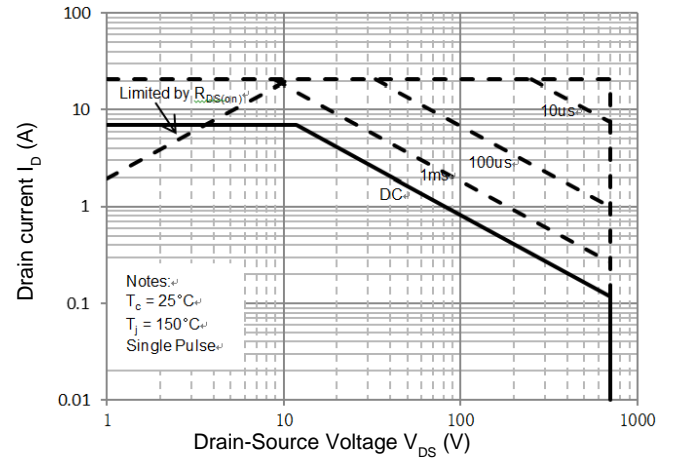 100
10
1
0.1
0.01
Drain current I_D (A)
Limited by R_DS(on)
10us
100us
1ms
DC
Notes:
T_c = 25°C
T_j = 150°C
Single Pulse
1 10 100 1000
Drain-Source Voltage V_DS (V)